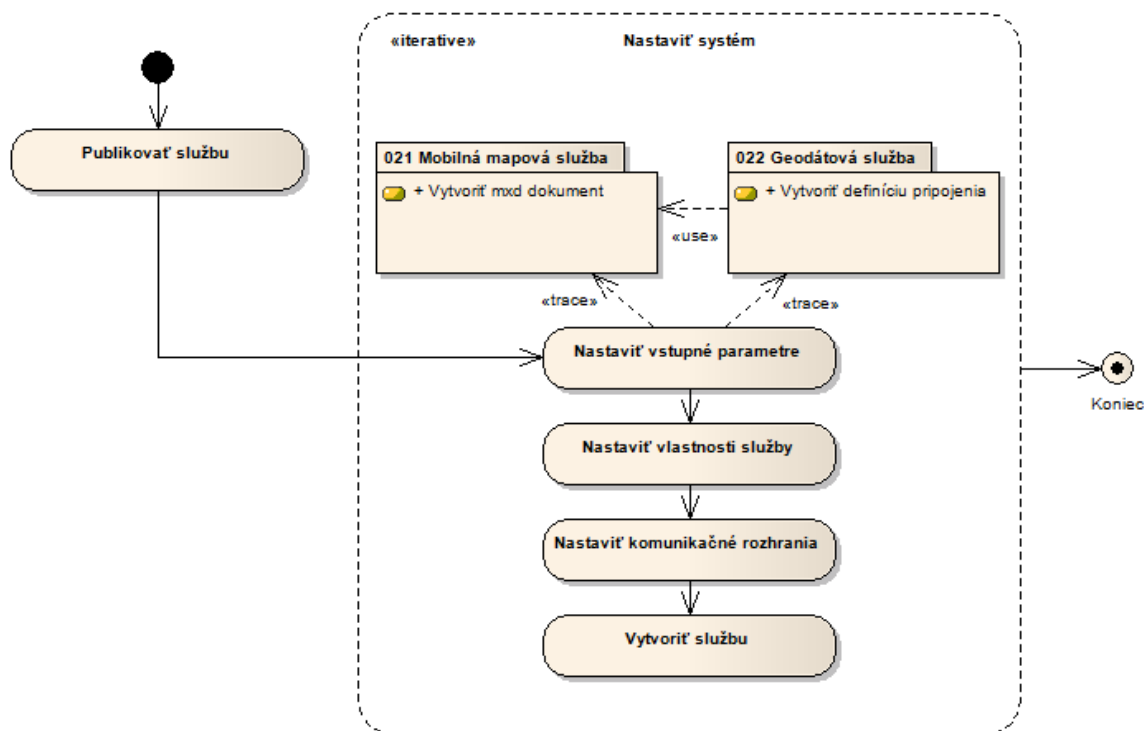 «iterative»
Nastaviť systém
Publikovať službu
021 Mobilná mapová služba
+ Vytvoriť mxd dokument
022 Geodátová služba
+ Vytvoriť definíciu pripojenia
«use»
«trace»
«trace»
Nastaviť vstupné parametre
Koniec
Nastaviť vlastnosti služby
Nastaviť komunikačné rozhrania
Vytvoriť službu